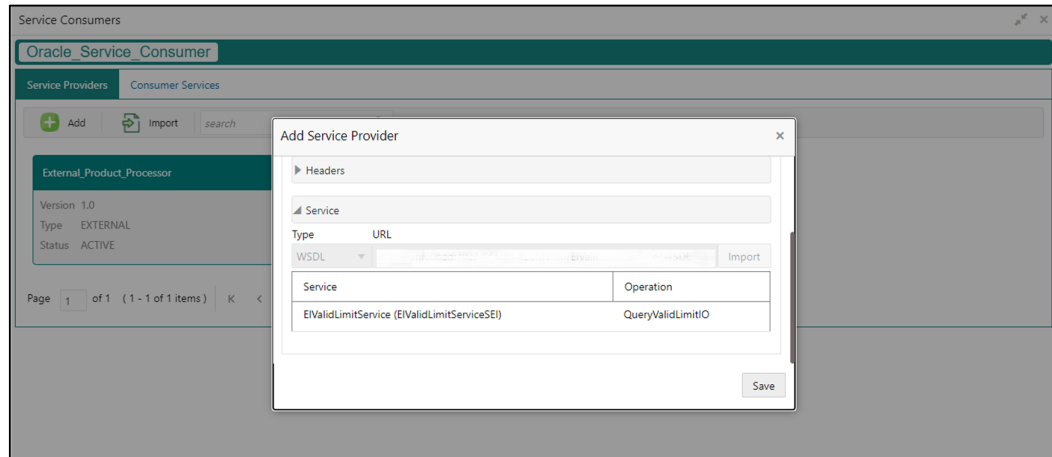 Service Consumers
Oracle_Service_Consumer
Service Providers Consumer Services
Add Import search
External_Product_Processor
Version 1.0
Type EXTERNAL
Status ACTIVE
Page 1 of 1 (1 - 1 of 1 items)
Add Service Provider
Headers
Service
Type URL
WSDL Import
Service Operation
EIValidLimitService (EIValidLimitServiceSEI) QueryValidLimitIO
Save